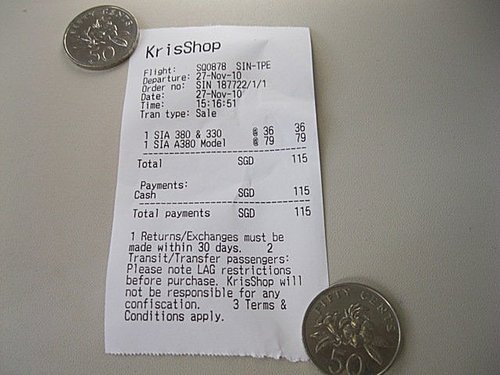 FIFTY CENTS
50
KrisShop
Flight: SQ0878 SIN-TPE
Departure: 27-Nov-10
Order no: SIN 187722/1/1
Date: 27-Nov-10
Time: 15:16:51
Tran type: Sale
1 SIA 380 & 330 @ 36 36
1 SIA A380 Model @ 79 79
Total SGD 115
Payments:
Cash SGD 115
Total payments SGD 115
1 Returns/Exchanges must be
made within 30 days. 2
Transit/Transfer passengers:
Please note LAG restrictions
before purchase. KrisShop will
not be responsible for any
confiscation. 3 Terms &
Conditions apply.
FIFTY CENTS
50